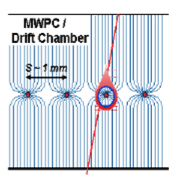 MWPC /
Drift Chamber
S ~ 1 mm